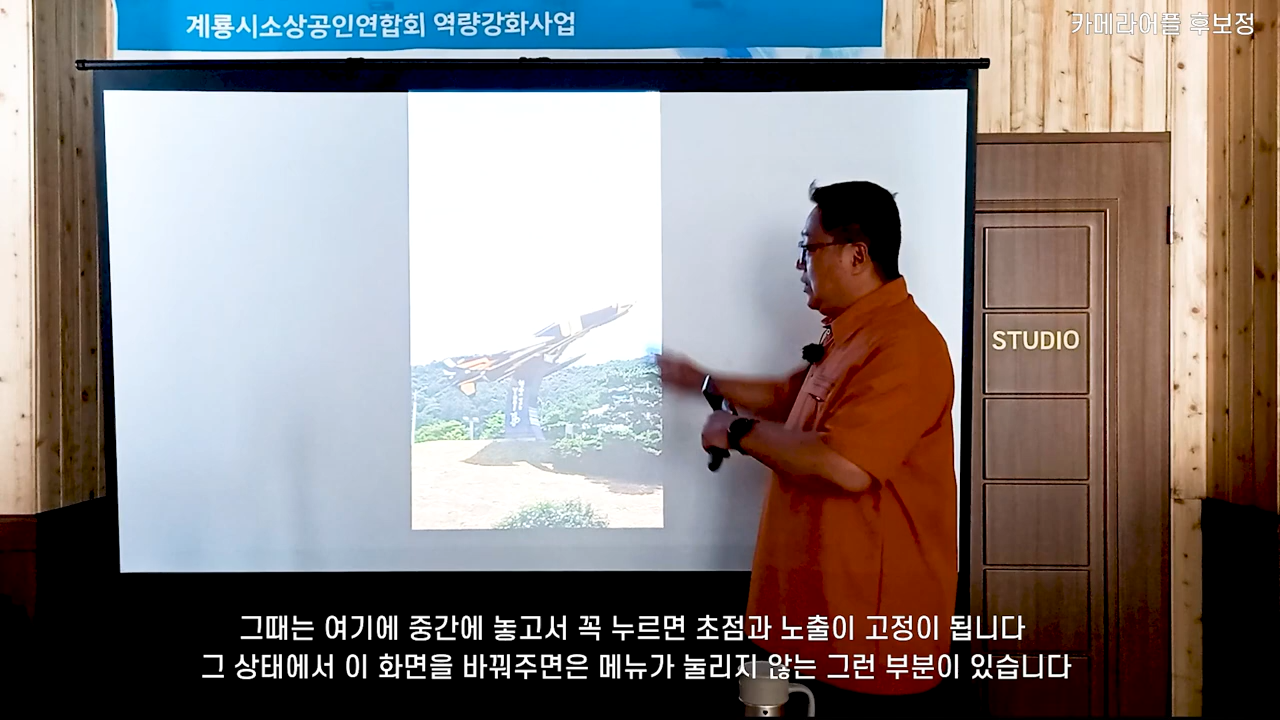 계룡시소상공인연합회 역량강화사업
카메라어플 후보정
STUDIO
그때는 여기에 중간에 놓고서 꼭 누르면 초점과 노출이 고정이 됩니다
그 상태에서 이 화면을 바꿔주면은 메뉴가 눌리지 않는 그런 부분이 있습니다